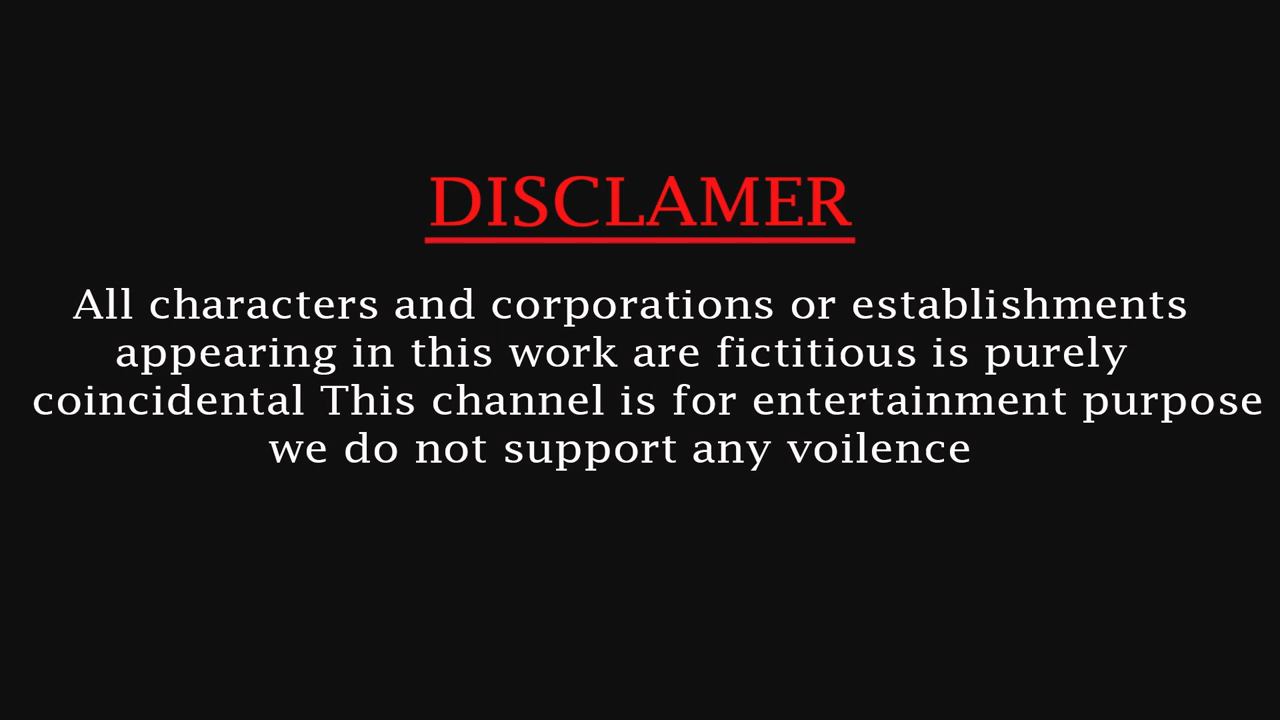 DISCLAMER
All characters and corporations or establishments
appearing in this work are fictitious is purely
coincidental This channel is for entertainment purpose
we do not support any voilence